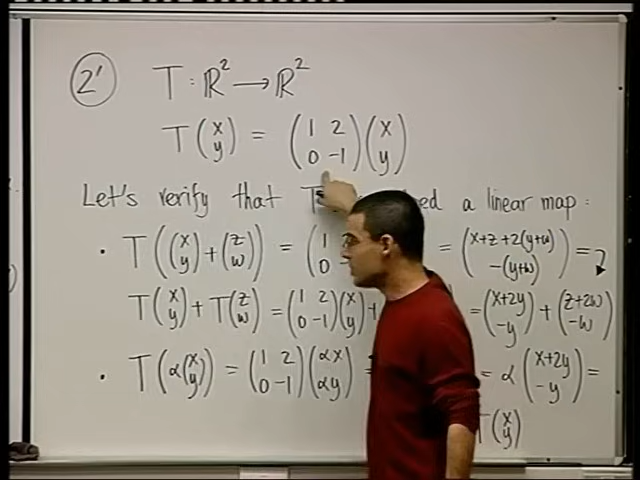 2' T : ℝ² → ℝ²
T(x y) = (1 2 0 -1)(x y)
Let's verify that T ed a linear map :
· T((x y) + (z w)) = (1 0 = (x+z+2(y+w) -(y+w)) =
T(x y) + T(z w) = (1 2 0 -1)(x y) + = (x+2y -y) + (z+2w -w)
· T(α(x y)) = (1 2 0 -1)(αx αy) = = α(x+2y -y) =
T(x y)